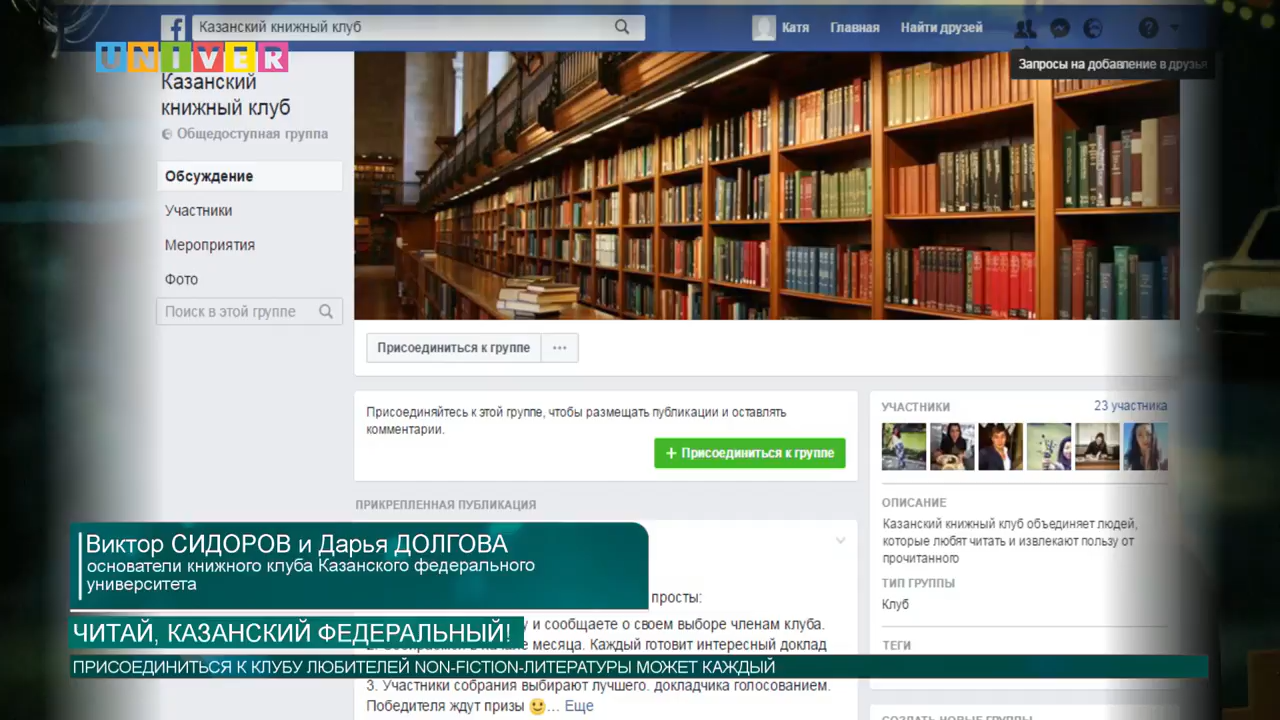 Казанский книжный клуб
Катя
Главная
Найти друзей
UNIVER
Запросы на добавление в друзья
Казанский
книжный клуб
Общедоступная группа
Обсуждение
Участники
Мероприятия
Фото
Поиск в этой группе
Присоединиться к группе
Присоединяйтесь к этой группе, чтобы размещать публикации и оставлять
комментарии.
+ Присоединиться к группе
УЧАСТНИКИ
23 участника
ОПИСАНИЕ
Казанский книжный клуб объединяет людей,
которые любят читать и извлекают пользу от
прочитанного
ТИП ГРУППЫ
Клуб
ТЕГИ
ПРИКРЕПЛЕННАЯ ПУБЛИКАЦИЯ
Виктор СИДОРОВ и Дарья ДОЛГОВА
основатели книжного клуба Казанского федерального
университета
просты:
у и сообщаете о своем выборе членам клуба.
ЧИТАЙ, КАЗАНСКИЙ ФЕДЕРАЛЬНЫЙ!
месяца. Каждый готовит интересный доклад
ПРИСОЕДИНИТЬСЯ К КЛУБУ ЛЮБИТЕЛЕЙ NON-FICTION-ЛИТЕРАТУРЫ МОЖЕТ КАЖДЫЙ
3. Участники собрания выбирают лучшего. докладчика голосованием.
Победителя ждут призы 😉... Еще